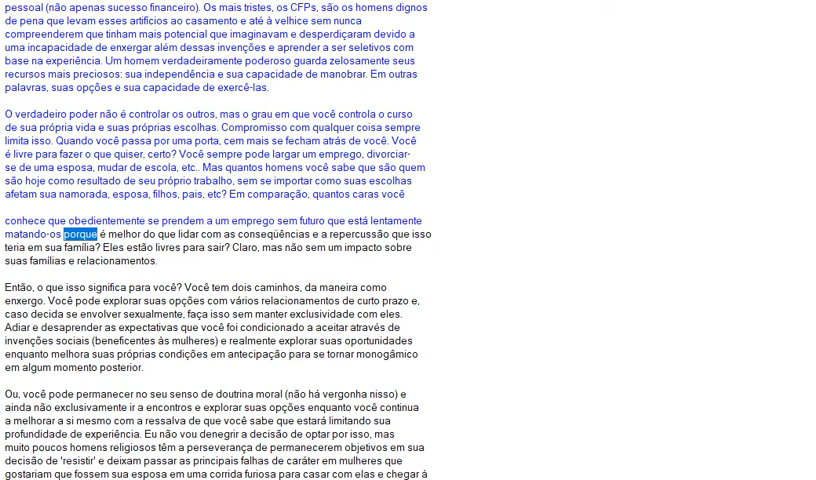 pessoal (não apenas sucesso financeiro). Os mais tristes, os CFPs, são os homens dignos
de pena que levam esses artifícios ao casamento e até à velhice sem nunca
compreenderem que tinham mais potencial que imaginavam e desperdiçaram devido a
uma incapacidade de enxergar além dessas invenções e aprender a ser seletivos com
base na experiência. Um homem verdadeiramente poderoso guarda zelosamente seus
recursos mais preciosos: sua independência e sua capacidade de manobrar. Em outras
palavras, suas opções e sua capacidade de exercê-las.
O verdadeiro poder não é controlar os outros, mas o grau em que você controla o curso
de sua própria vida e suas próprias escolhas. Compromisso com qualquer coisa sempre
limita isso. Quando você passa por uma porta, cem mais se fecham atrás de você. Você
é livre para fazer o que quiser, certo? Você sempre pode largar um emprego, divorciar-
se de uma esposa, mudar de escola, etc.. Mas quantos homens você sabe que são quem
são hoje como resultado de seu próprio trabalho, sem se importar como suas escolhas
afetam sua namorada, esposa, filhos, pais, etc? Em comparação, quantos caras você
conhece que obedientemente se prendem a um emprego sem futuro que está lentamente
matando-os porque é melhor do que lidar com as conseqüências e a repercussão que isso
teria em sua família? Eles estão livres para sair? Claro, mas não sem um impacto sobre
suas famílias e relacionamentos.
Então, o que isso significa para você? Você tem dois caminhos, da maneira como
enxergo. Você pode explorar suas opções com vários relacionamentos de curto prazo e,
caso decida se envolver sexualmente, faça isso sem manter exclusividade com eles.
Adiar e desaprender as expectativas que você foi condicionado a aceitar através de
invenções sociais (beneficentes às mulheres) e realmente explorar suas oportunidades
enquanto melhora suas próprias condições em antecipação para se tornar monogâmico
em algum momento posterior.
Ou, você pode permanecer no seu senso de doutrina moral (não há vergonha nisso) e
ainda não exclusivamente ir a encontros e explorar suas opções enquanto você continua
a melhorar a si mesmo com a ressalva de que você sabe que estará limitando sua
profundidade de experiência. Eu não vou denegrir a decisão de optar por isso, mas
muito poucos homens religiosos têm a perseverança de permanecerem objetivos em sua
decisão de 'resistir' e deixam passar as principais falhas de caráter em mulheres que
gostariam que fossem sua esposa em uma corrida furiosa para casar com elas e chegar à